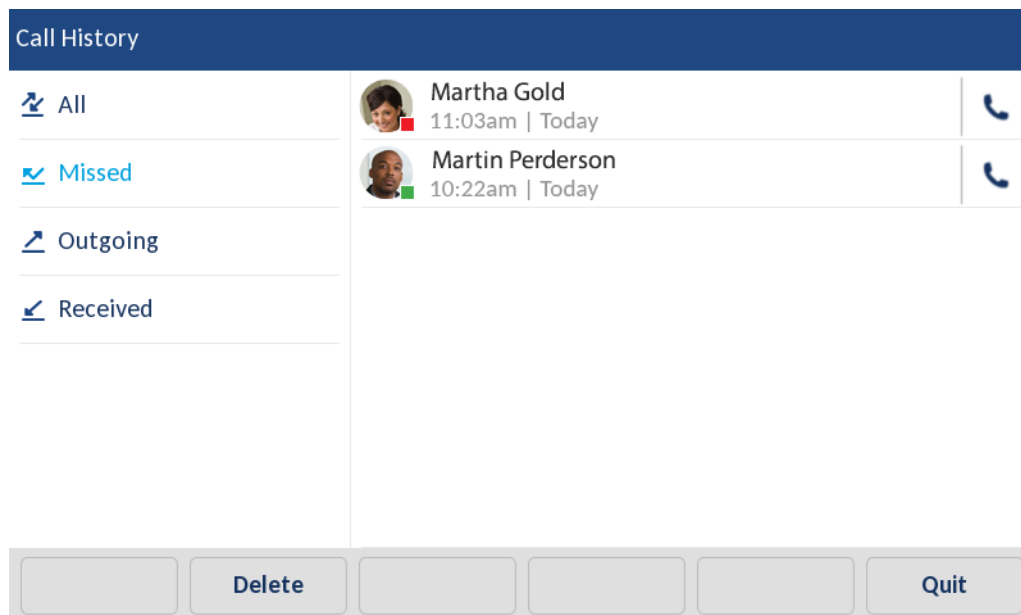 Call History
All
Missed
Outgoing
Received
Martha Gold
11:03am | Today
Martin Perderson
10:22am | Today
Delete
Quit